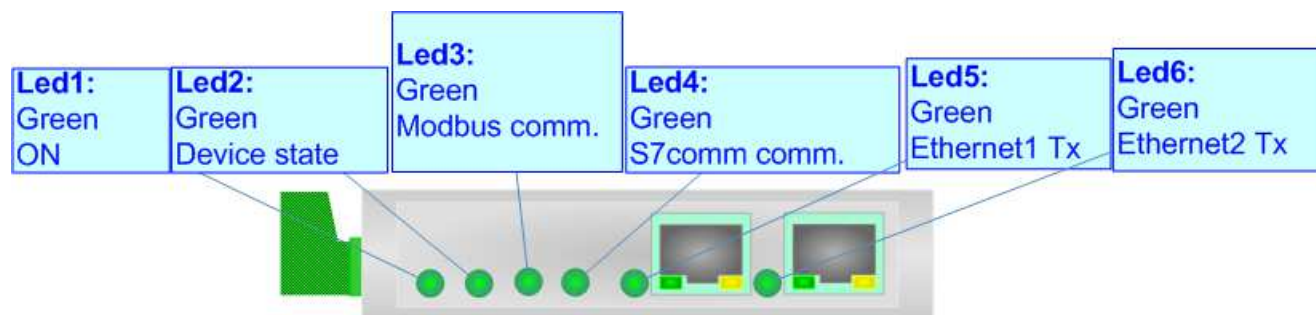 Led1:
Green
ON
Led2:
Green
Device state
Led3:
Green
Modbus comm.
Led4:
Green
S7comm comm.
Led5:
Green
Ethernet1 Tx
Led6:
Green
Ethernet2 Tx